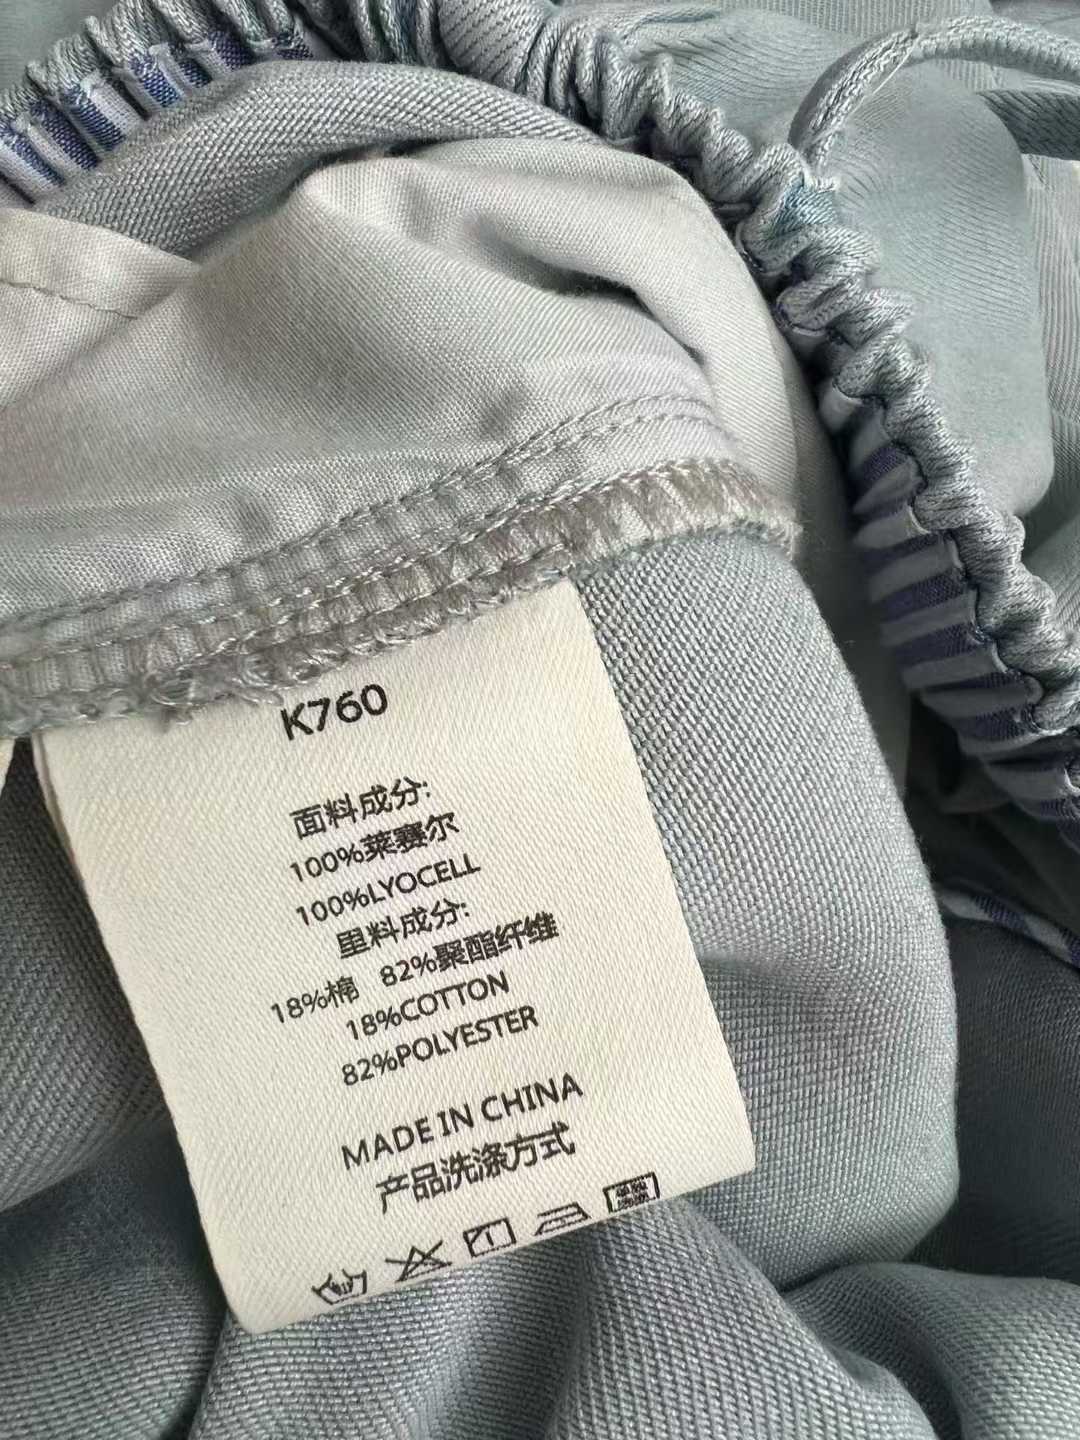 K760
面料成分:
100%莱赛尔
100%LYOCELL
里料成分:
18%棉 82%聚酯纤维
18%COTTON
82%POLYESTER
MADE IN CHINA
产品洗涤方式